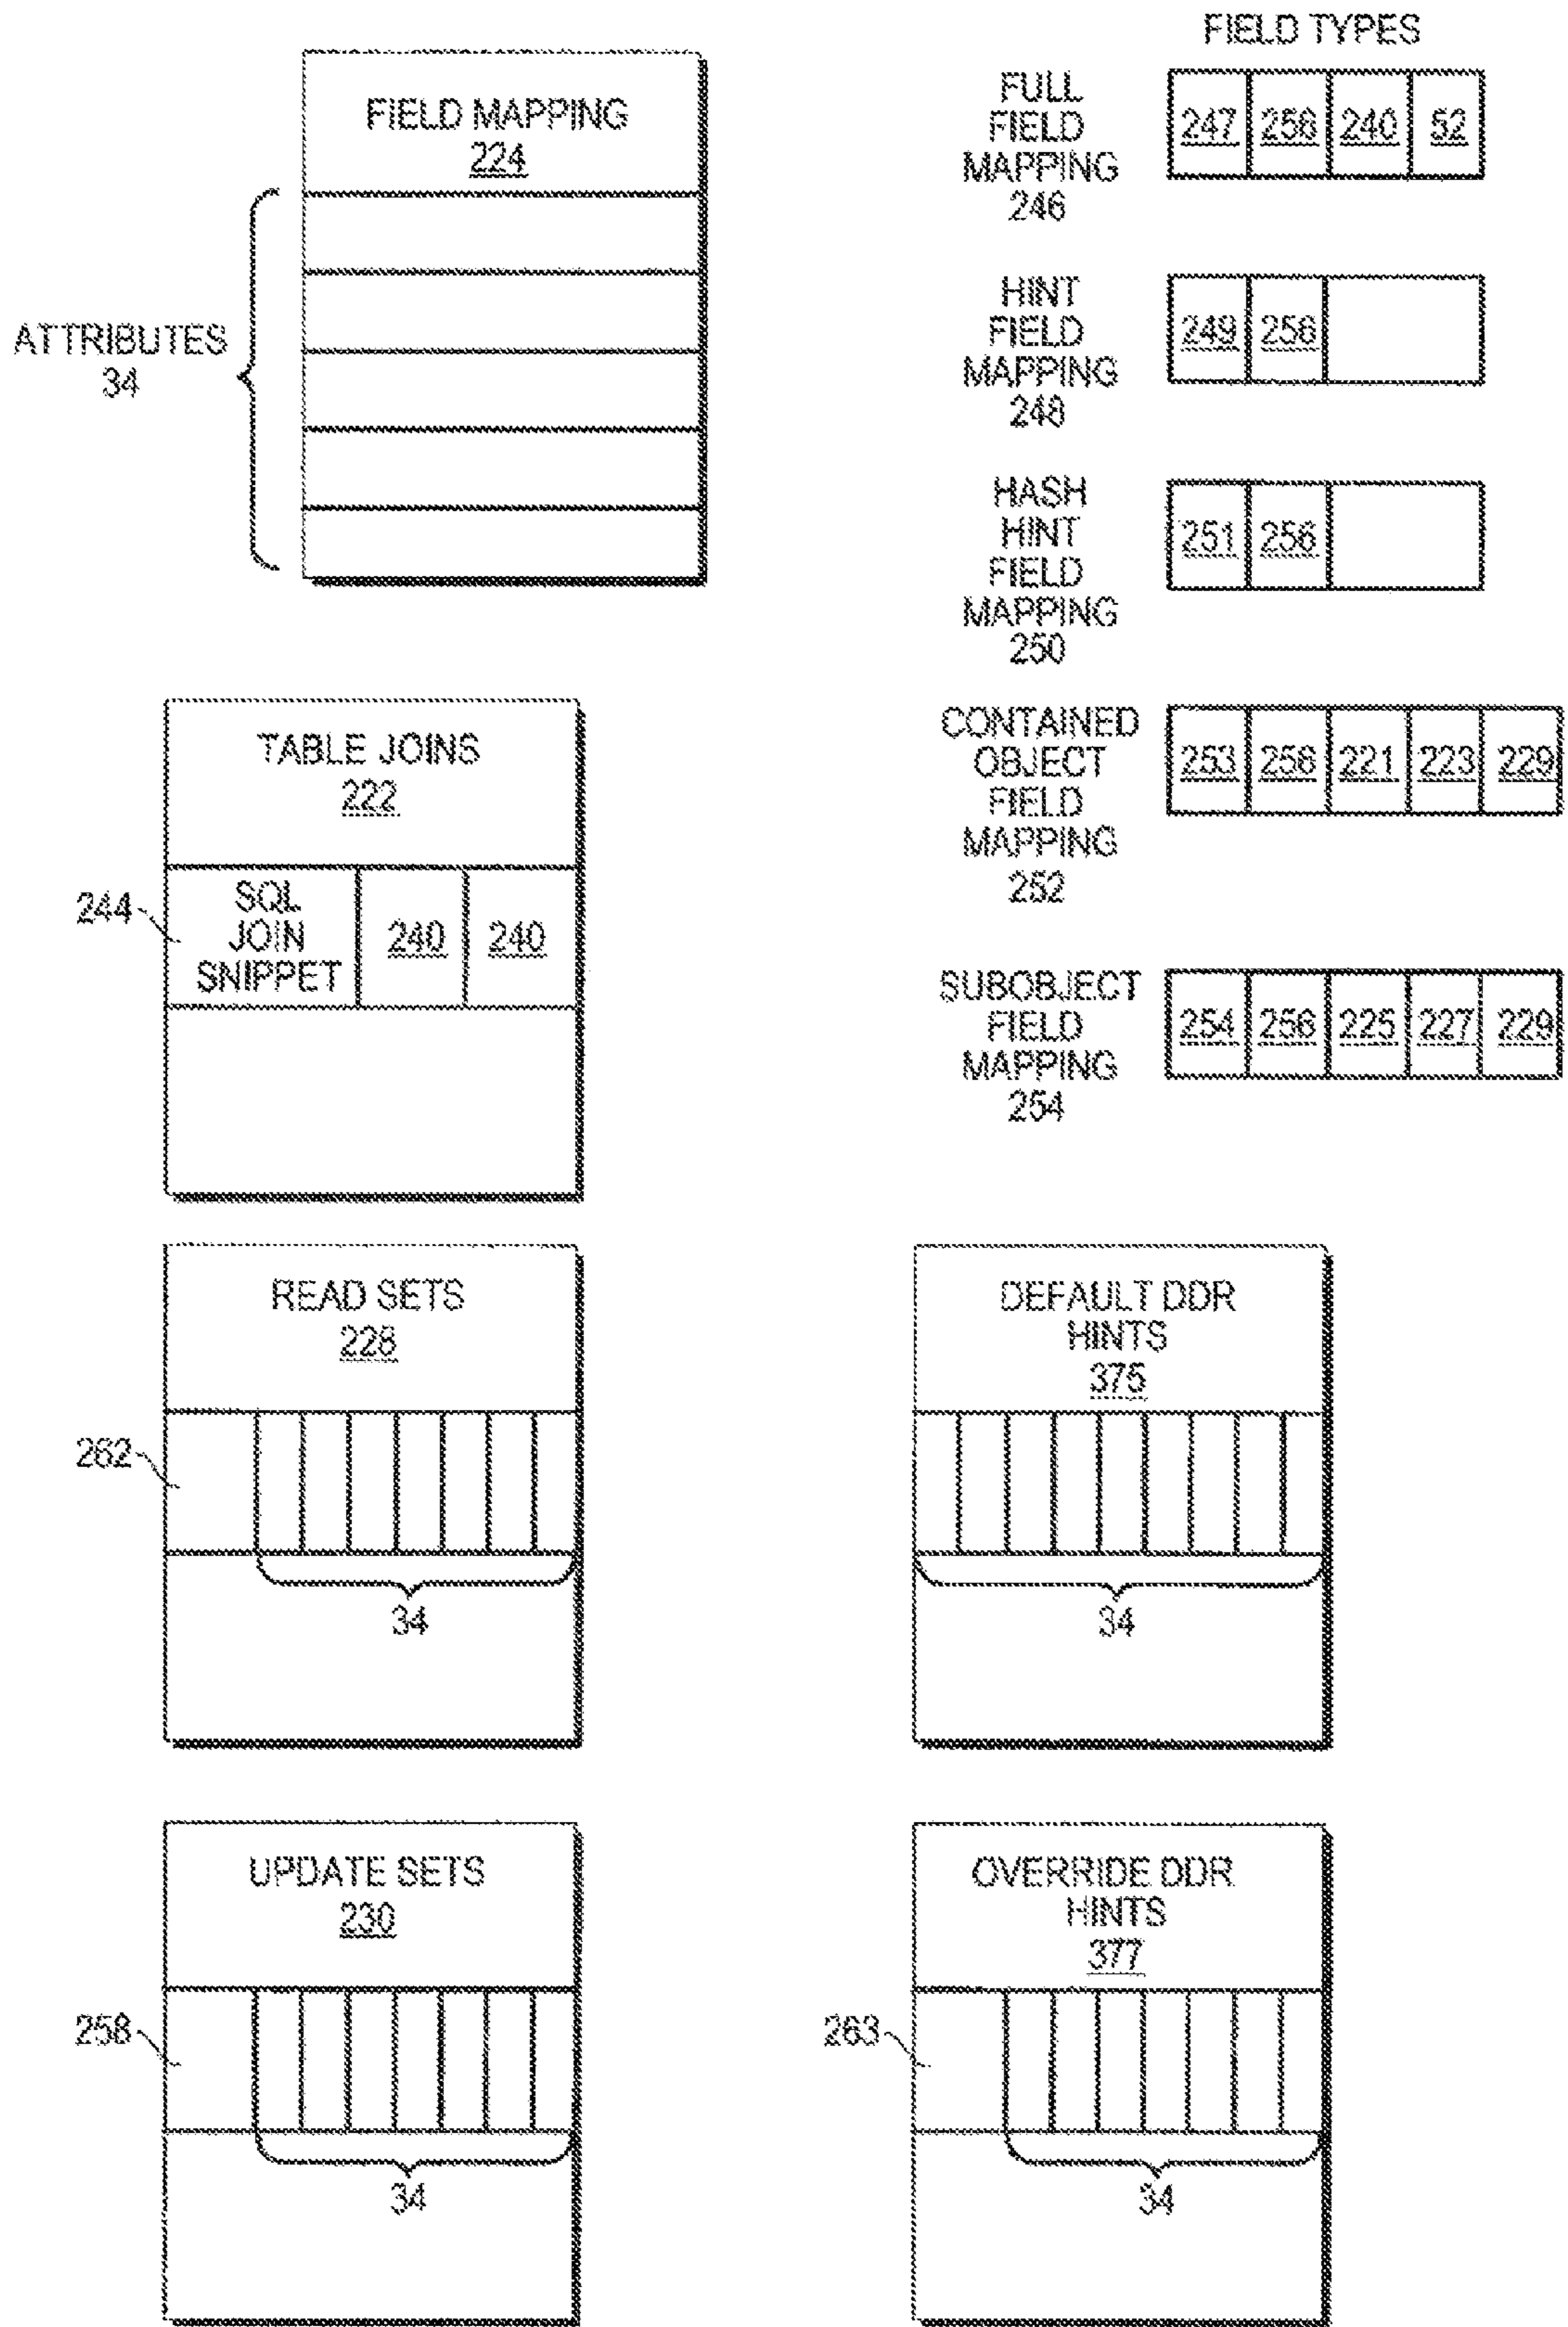 FIELD MAPPING
224
ATTRIBUTES
34
FIELD TYPES
FULL
FIELD
MAPPING
246
247 256 240 52
HINT
FIELD
MAPPING
248
249 256
HASH
HINT
FIELD
MAPPING
250
251 256
TABLE JOINS
222
244
SQL
JOIN
SNIPPET
240 240
CONTAINED
OBJECT
FIELD
MAPPING
252
253 256 221 223 229
SUBOBJECT
FIELD
MAPPING
254
254 256 225 227 229
READ SETS
228
262
34
DEFAULT DDR
HINTS
375
34
UPDATE SETS
230
258
34
OVERRIDE DDR
HINTS
377
263
34